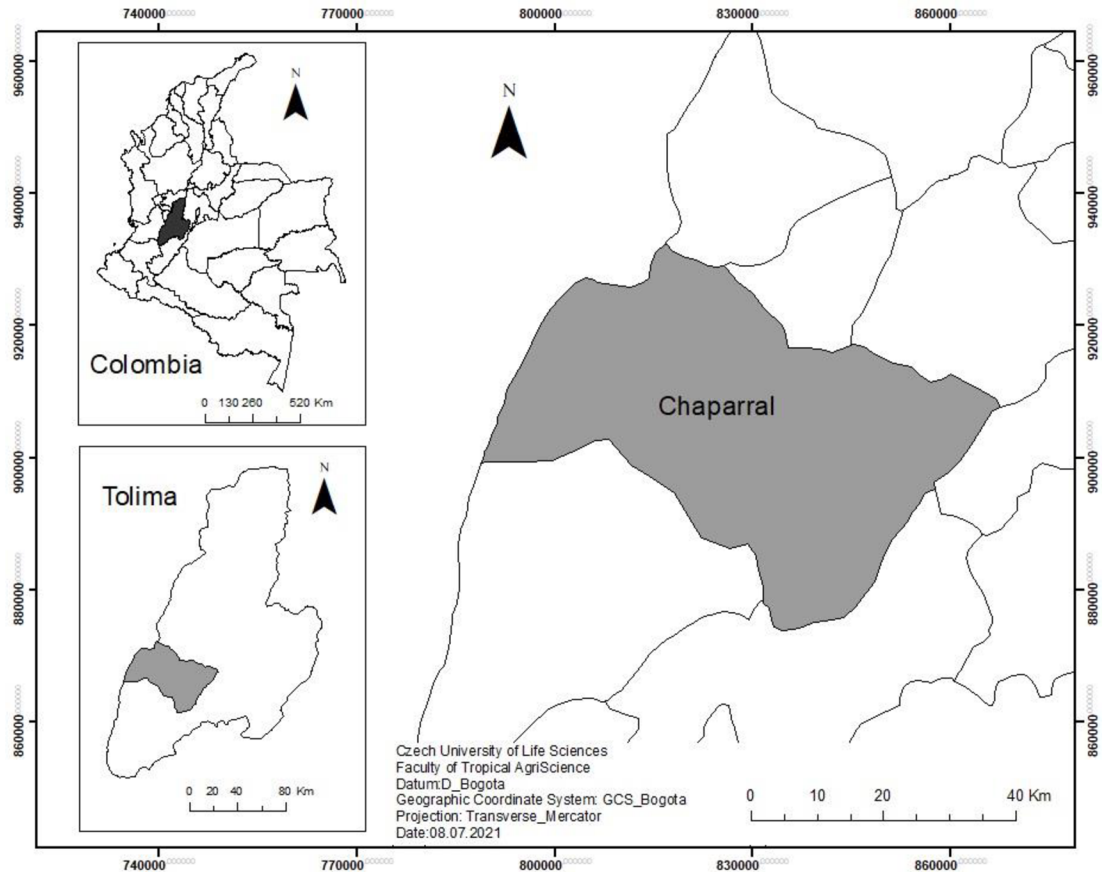 740000 770000 800000 830000 860000
960000 960000
940000 940000
920000 920000
900000 900000
880000 880000
860000 860000
N
Colombia
0 130 260 520 Km
Tolima
N
0 20 40 80 Km
N
Chaparral
Czech University of Life Sciences
Faculty of Tropical AgriScience
Datum:D_Bogota
Geographic Coordinate System: GCS_Bogota
Projection: Transverse_Mercator
Date:08.07.2021
0 10 20 40 Km
740000 770000 800000 830000 860000